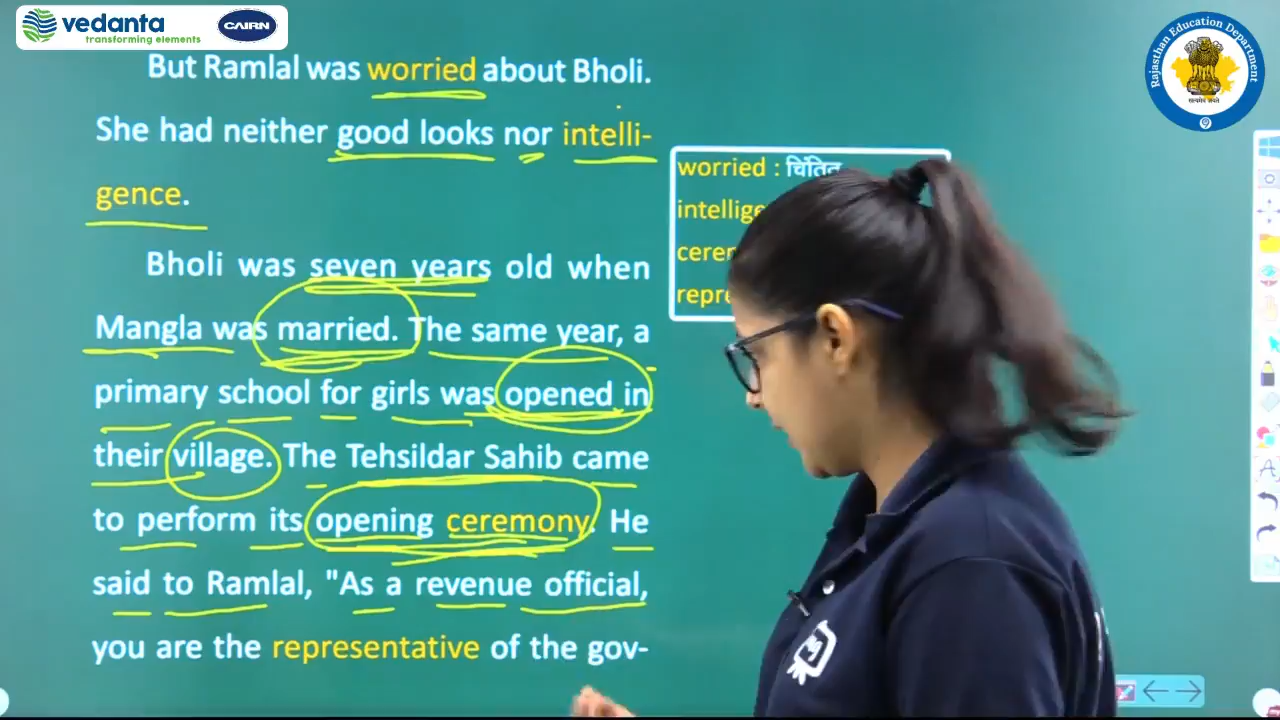 vedanta
transforming elements
CAIRN
Rajasthan Education Department
सत्यमेव जयते
But Ramlal was worried about Bholi.
She had neither good looks nor intelli-
gence.
Bholi was seven years old when
Mangla was married. The same year, a
primary school for girls was opened in
their village. The Tehsildar Sahib came
to perform its opening ceremony. He
said to Ramlal, "As a revenue official,
you are the representative of the gov-
worried : चिंतित